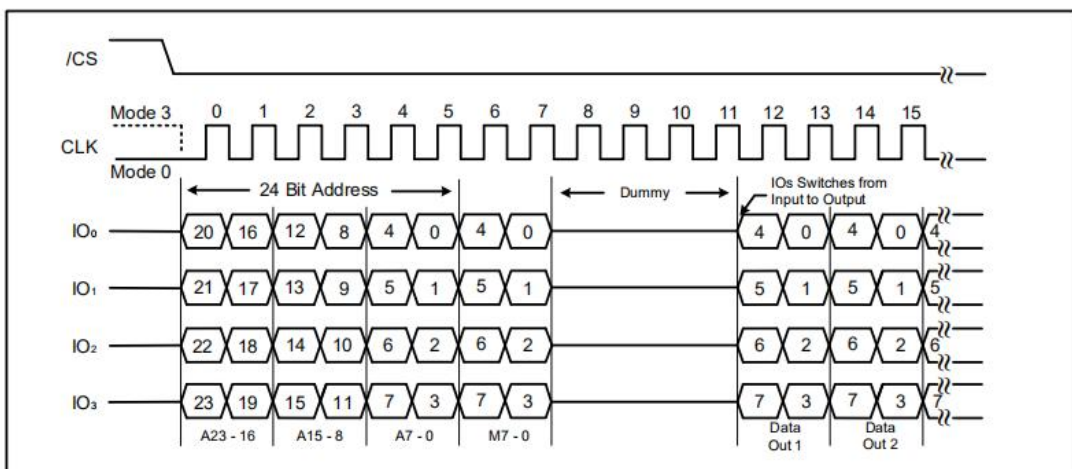 /CS
Mode 3 0 1 2 3 4 5 6 7 8 9 10 11 12 13 14 15
CLK
Mode 0
24 Bit Address Dummy IOs Switches from
Input to Output
IO₀ 20 16 12 8 4 0 4 0 4 0 4 0 4
IO₁ 21 17 13 9 5 1 5 1 5 1 5 1 5
IO₂ 22 18 14 10 6 2 6 2 6 2 6 2 6
IO₃ 23 19 15 11 7 3 7 3 7 3 7 3 7
A23 - 16 A15 - 8 A7 - 0 M7 - 0 Data Data
Out 1 Out 2